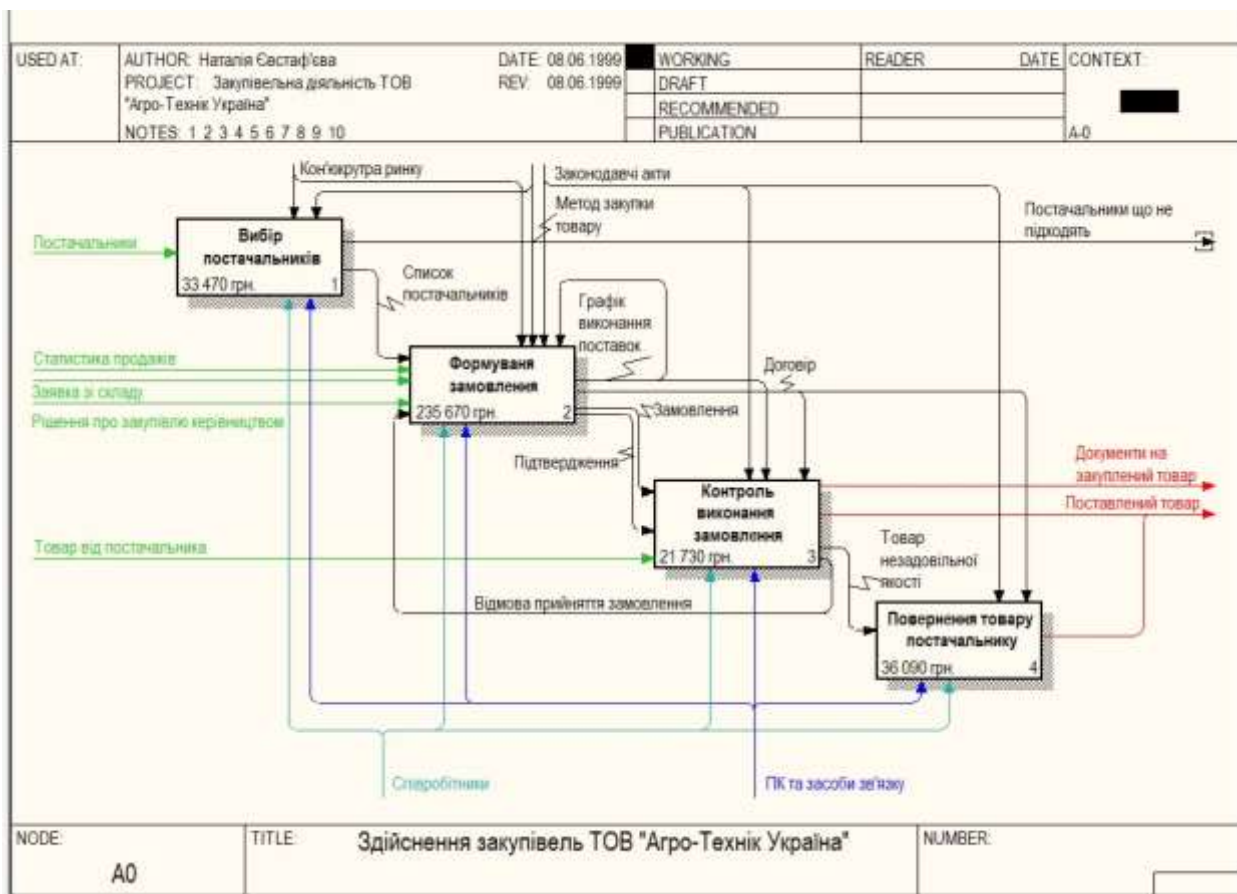 USED AT:
AUTHOR: Наталія Євстаф'єва
DATE: 08.06.1999
PROJECT: Закупівельна діяльність ТОВ
REV: 08.06.1999
"Агро-Технік Україна"
NOTES: 1 2 3 4 5 6 7 8 9 10
WORKING
DRAFT
RECOMMENDED
PUBLICATION
READER
DATE
CONTEXT:
A-0
Кон'юкрутра ринку
Законодавчі акти
Метод закупки
товару
Постачальники що не
підходять
Постачальники
Вибір
постачальників
33 470 грн.
1
Список
постачальників
Графік
виконання
поставок
Статистика продажів
Заявка зі складу
Рішення про закупівлю керівництвом
Формуваня
замовлення
235 670 грн.
2
Договір
Замовлення
Підтвердження
Документи на
закуплений товар
Поставлений товар
Контроль
виконання
замовлення
21 730 грн.
3
Товар від постачальника
Товар
незадовільної
якості
Відмова прийняття замовлення
Повернення товару
постачальнику
36 090 грн.
4
Співробітники
ПК та засоби зв'язку
NODE:
A0
TITLE:
Здійснення закупівель ТОВ "Агро-Технік Україна"
NUMBER: